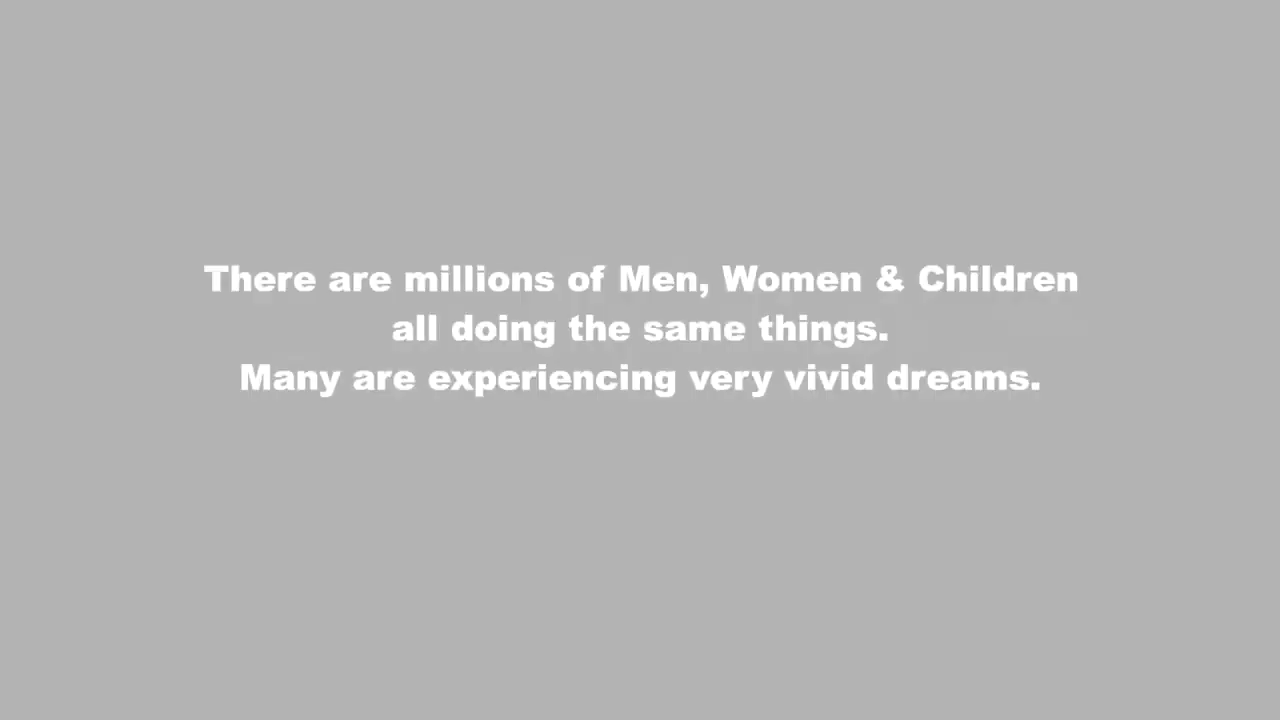 There are millions of Men, Women & Children
all doing the same things.
Many are experiencing very vivid dreams.